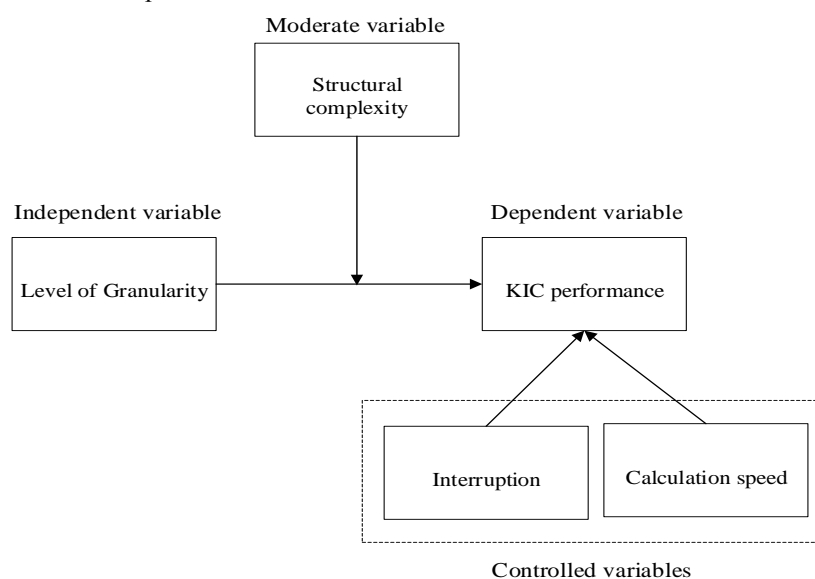 Moderate variable
Structural
complexity
Independent variable
Dependent variable
Level of Granularity
KIC performance
Interruption
Calculation speed
Controlled variables